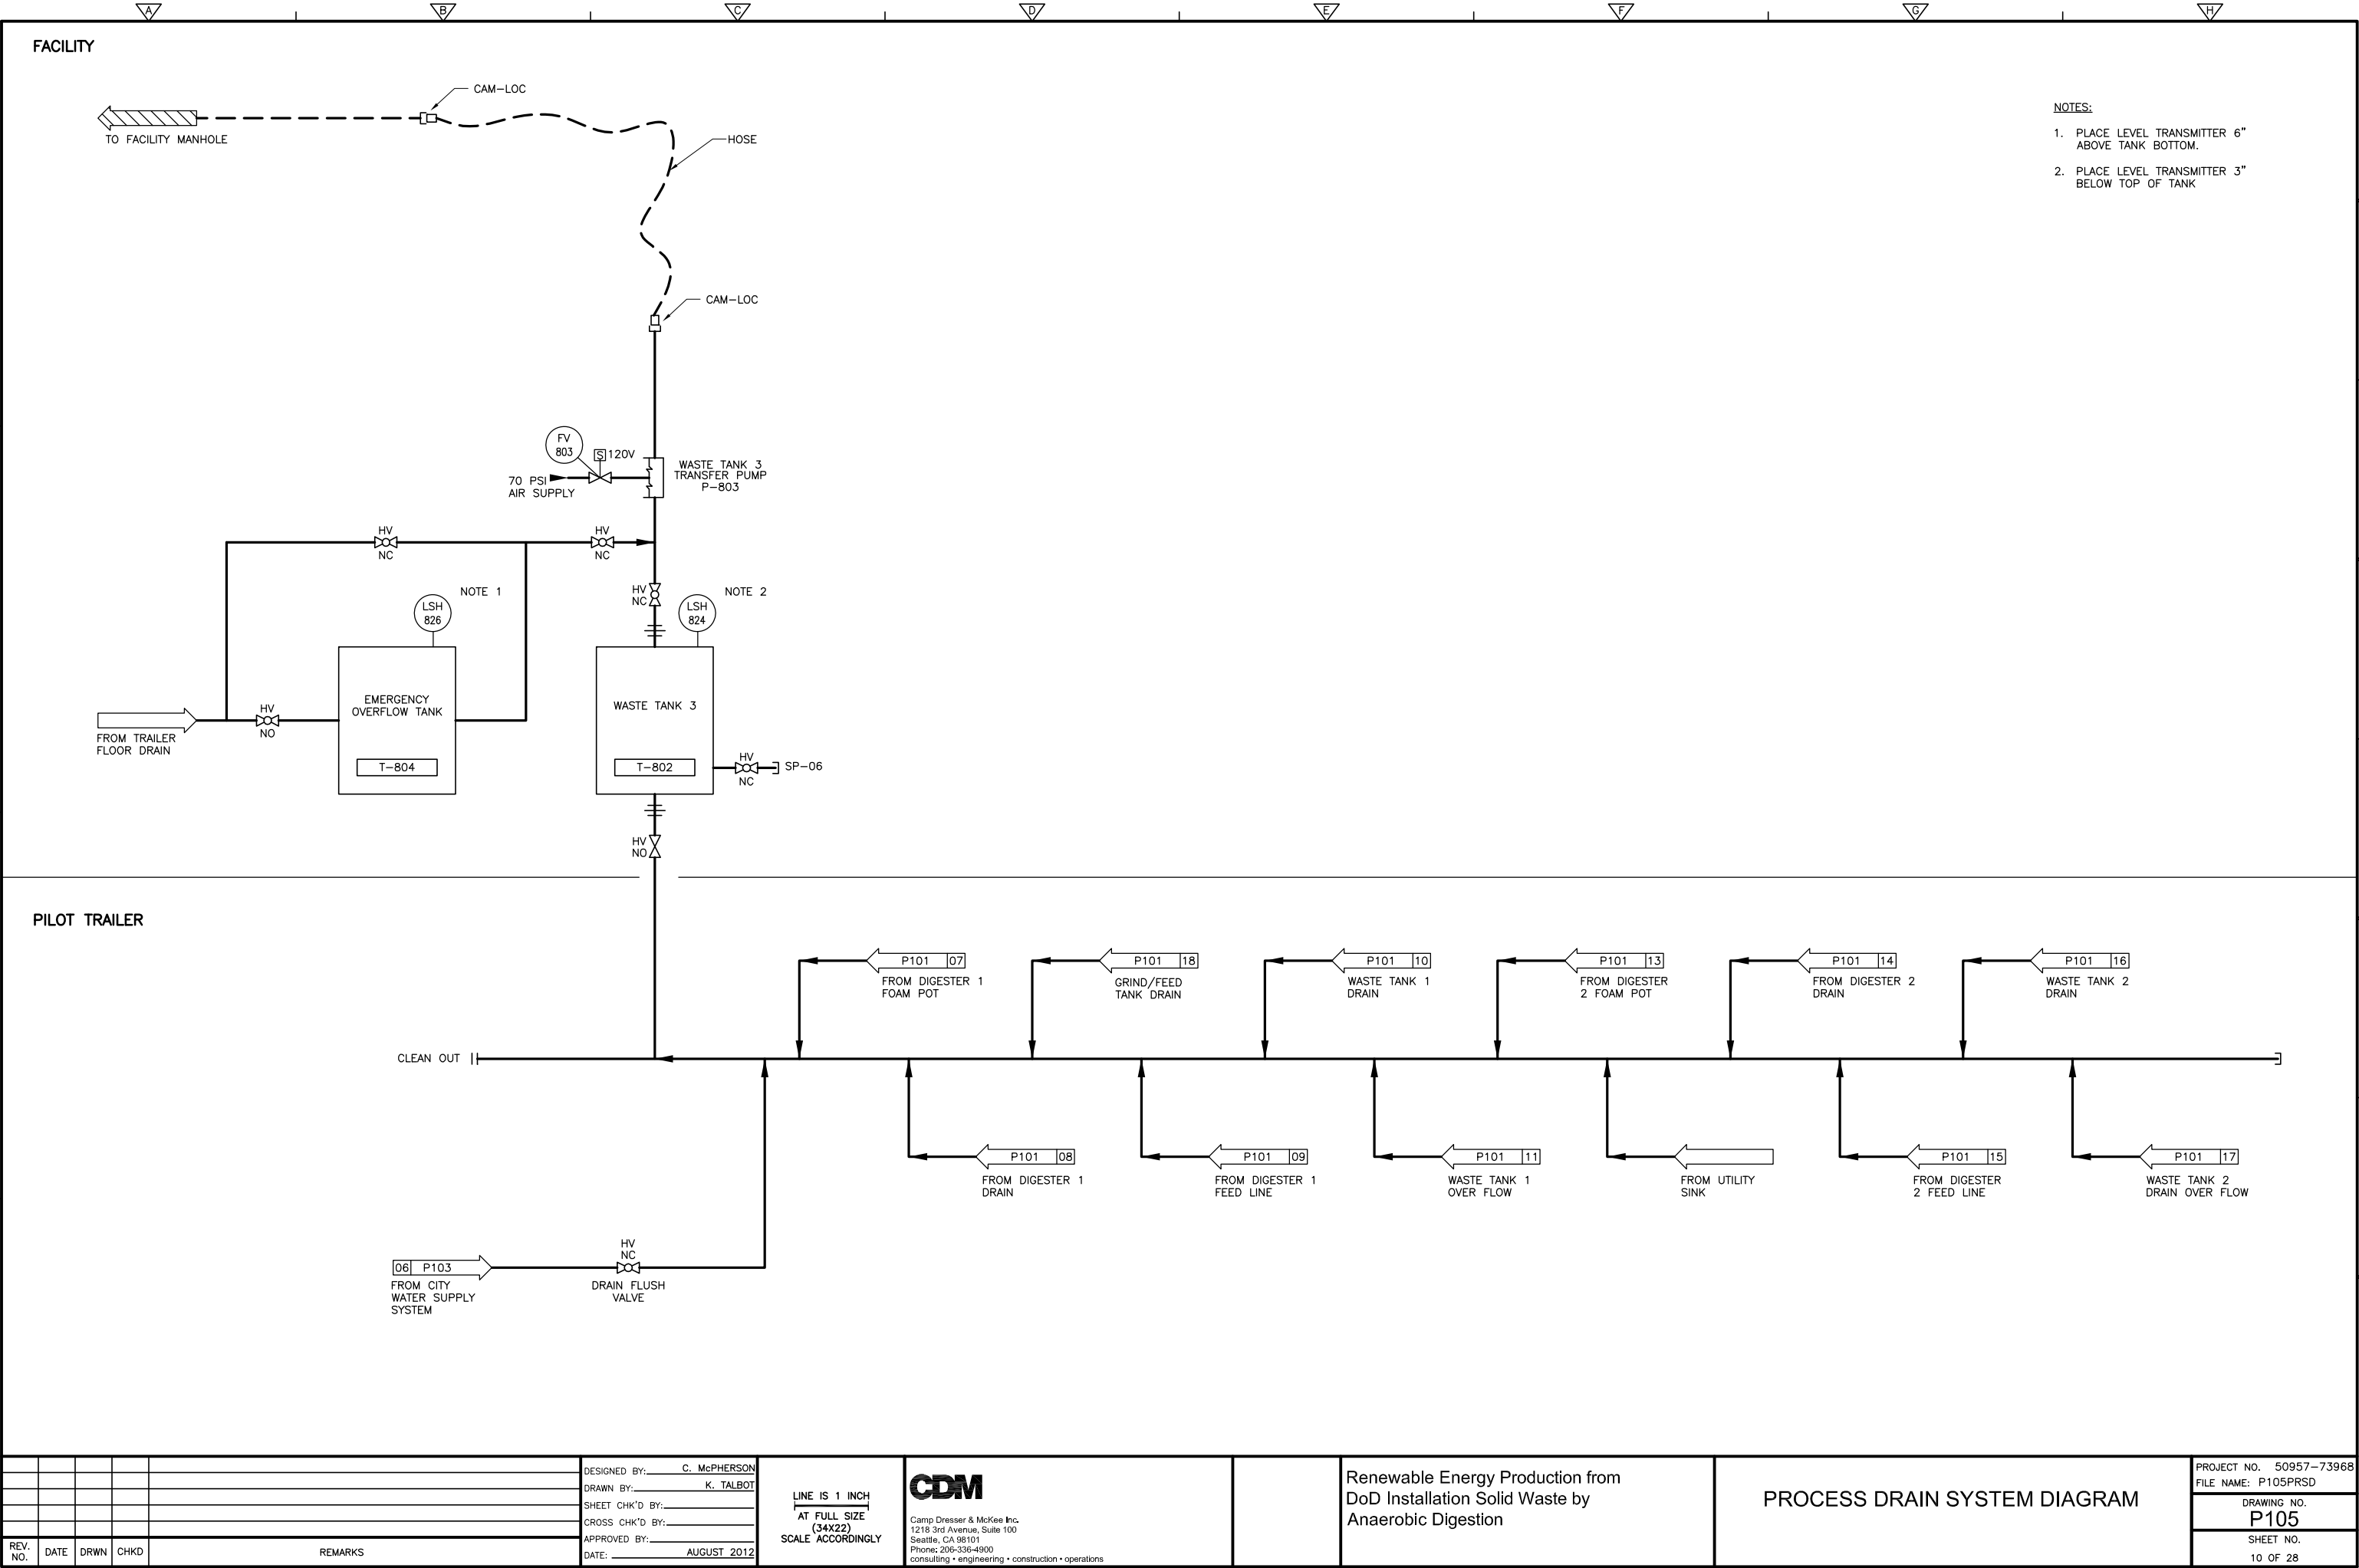 A
B
C
D
E
F
G
H
FACILITY
CAM-LOC
TO FACILITY MANHOLE
HOSE
NOTES:
1. PLACE LEVEL TRANSMITTER 6"
ABOVE TANK BOTTOM.
2. PLACE LEVEL TRANSMITTER 3"
BELOW TOP OF TANK
CAM-LOC
FV
803
S 120V
70 PSI
AIR SUPPLY
WASTE TANK 3
TRANSFER PUMP
P-803
HV
NC
HV
NC
HV
NC
NOTE 1
LSH
826
NOTE 2
LSH
824
EMERGENCY
OVERFLOW TANK
T-804
WASTE TANK 3
T-802
HV
NO
FROM TRAILER
FLOOR DRAIN
HV
NC
SP-06
HV
NO
PILOT TRAILER
P101 07
FROM DIGESTER 1
FOAM POT
P101 18
GRIND/FEED
TANK DRAIN
P101 10
WASTE TANK 1
DRAIN
P101 13
FROM DIGESTER
2 FOAM POT
P101 14
FROM DIGESTER 2
DRAIN
P101 16
WASTE TANK 2
DRAIN
CLEAN OUT
P101 08
FROM DIGESTER 1
DRAIN
P101 09
FROM DIGESTER 1
FEED LINE
P101 11
WASTE TANK 1
OVER FLOW
FROM UTILITY
SINK
P101 15
FROM DIGESTER
2 FEED LINE
P101 17
WASTE TANK 2
DRAIN OVER FLOW
06 P103
FROM CITY
WATER SUPPLY
SYSTEM
HV
NC
DRAIN FLUSH
VALVE
REV.
NO.
DATE
DRWN
CHKD
REMARKS
DESIGNED BY: C. McPHERSON
DRAWN BY: K. TALBOT
SHEET CHK'D BY:
CROSS CHK'D BY:
APPROVED BY:
DATE: AUGUST 2012
LINE IS 1 INCH
AT FULL SIZE
(34X22)
SCALE ACCORDINGLY
CDM
Camp Dresser & McKee Inc.
1218 3rd Avenue, Suite 100
Seattle, CA 98101
Phone: 206-336-4900
consulting • engineering • construction • operations
Renewable Energy Production from
DoD Installation Solid Waste by
Anaerobic Digestion
PROCESS DRAIN SYSTEM DIAGRAM
PROJECT NO. 50957-73968
FILE NAME: P105PRSD
DRAWING NO.
P105
SHEET NO.
10 OF 28